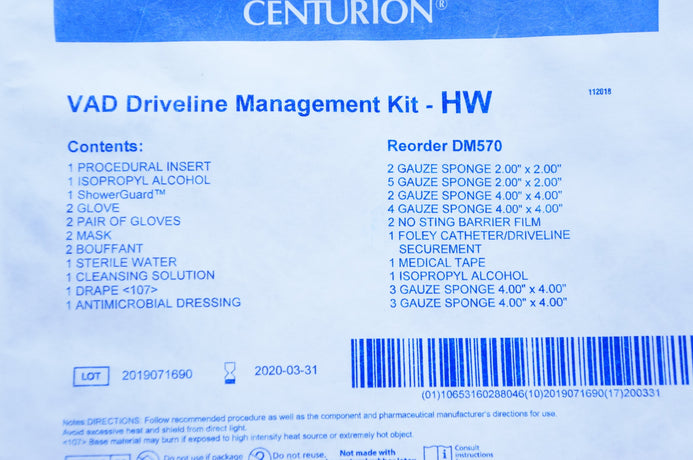 CENTURION®
VAD Driveline Management Kit - HW
112018
Contents:
1 PROCEDURAL INSERT
1 ISOPROPYL ALCOHOL
1 ShowerGuard™
2 GLOVE
2 PAIR OF GLOVES
2 MASK
2 BOUFFANT
1 STERILE WATER
1 CLEANSING SOLUTION
1 DRAPE <107>
1 ANTIMICROBIAL DRESSING
Reorder DM570
2 GAUZE SPONGE 2.00" x 2.00"
5 GAUZE SPONGE 2.00" x 2.00"
2 GAUZE SPONGE 4.00" x 4.00"
4 GAUZE SPONGE 4.00" x 4.00"
2 NO STING BARRIER FILM
1 FOLEY CATHETER/DRIVELINE
SECUREMENT
1 MEDICAL TAPE
1 ISOPROPYL ALCOHOL
3 GAUZE SPONGE 4.00" x 4.00"
3 GAUZE SPONGE 4.00" x 4.00"
LOT 2019071690 2020-03-31
(01)10653160288046(10)2019071690(17)200331
Notes:DIRECTIONS: Follow recommended procedure as well as the component and pharmaceutical manufacturer's directions for use.
Avoid excessive heat and shield from direct light.
<107> Base material may burn if exposed to high intensity heat source or extremely hot object.
Do not use if package
Do not reuse.
Not made with
Consult
instructions